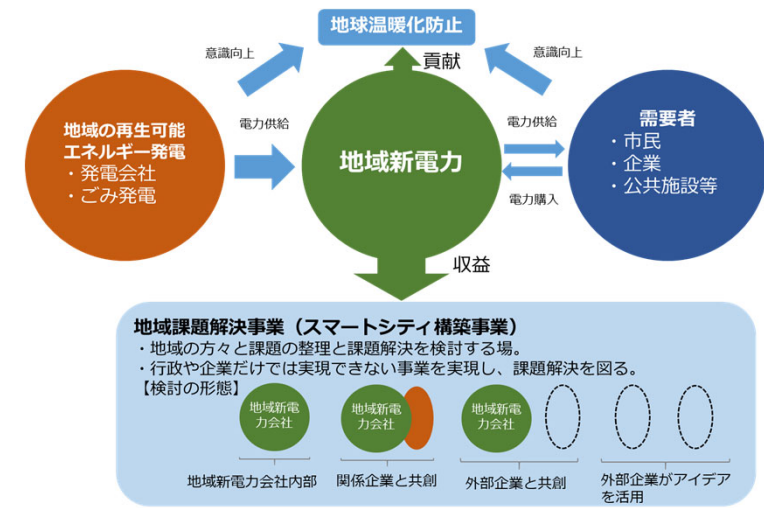 地球温暖化防止
意識向上
貢献
意識向上
地域の再生可能
エネルギー発電
・発電会社
・ごみ発電
電力供給
地域新電力
電力供給
電力購入
需要者
・市民
・企業
・公共施設等
収益
地域課題解決事業（スマートシティ構築事業）
・地域の方々と課題の整理と課題解決を検討する場。
・行政や企業だけでは実現できない事業を実現し、課題解決を図る。
【検討の形態】
地域新電
力会社
地域新電
力会社
地域新電
力会社
地域新電力会社内部
関係企業と共創
外部企業と共創
外部企業がアイデア
を活用